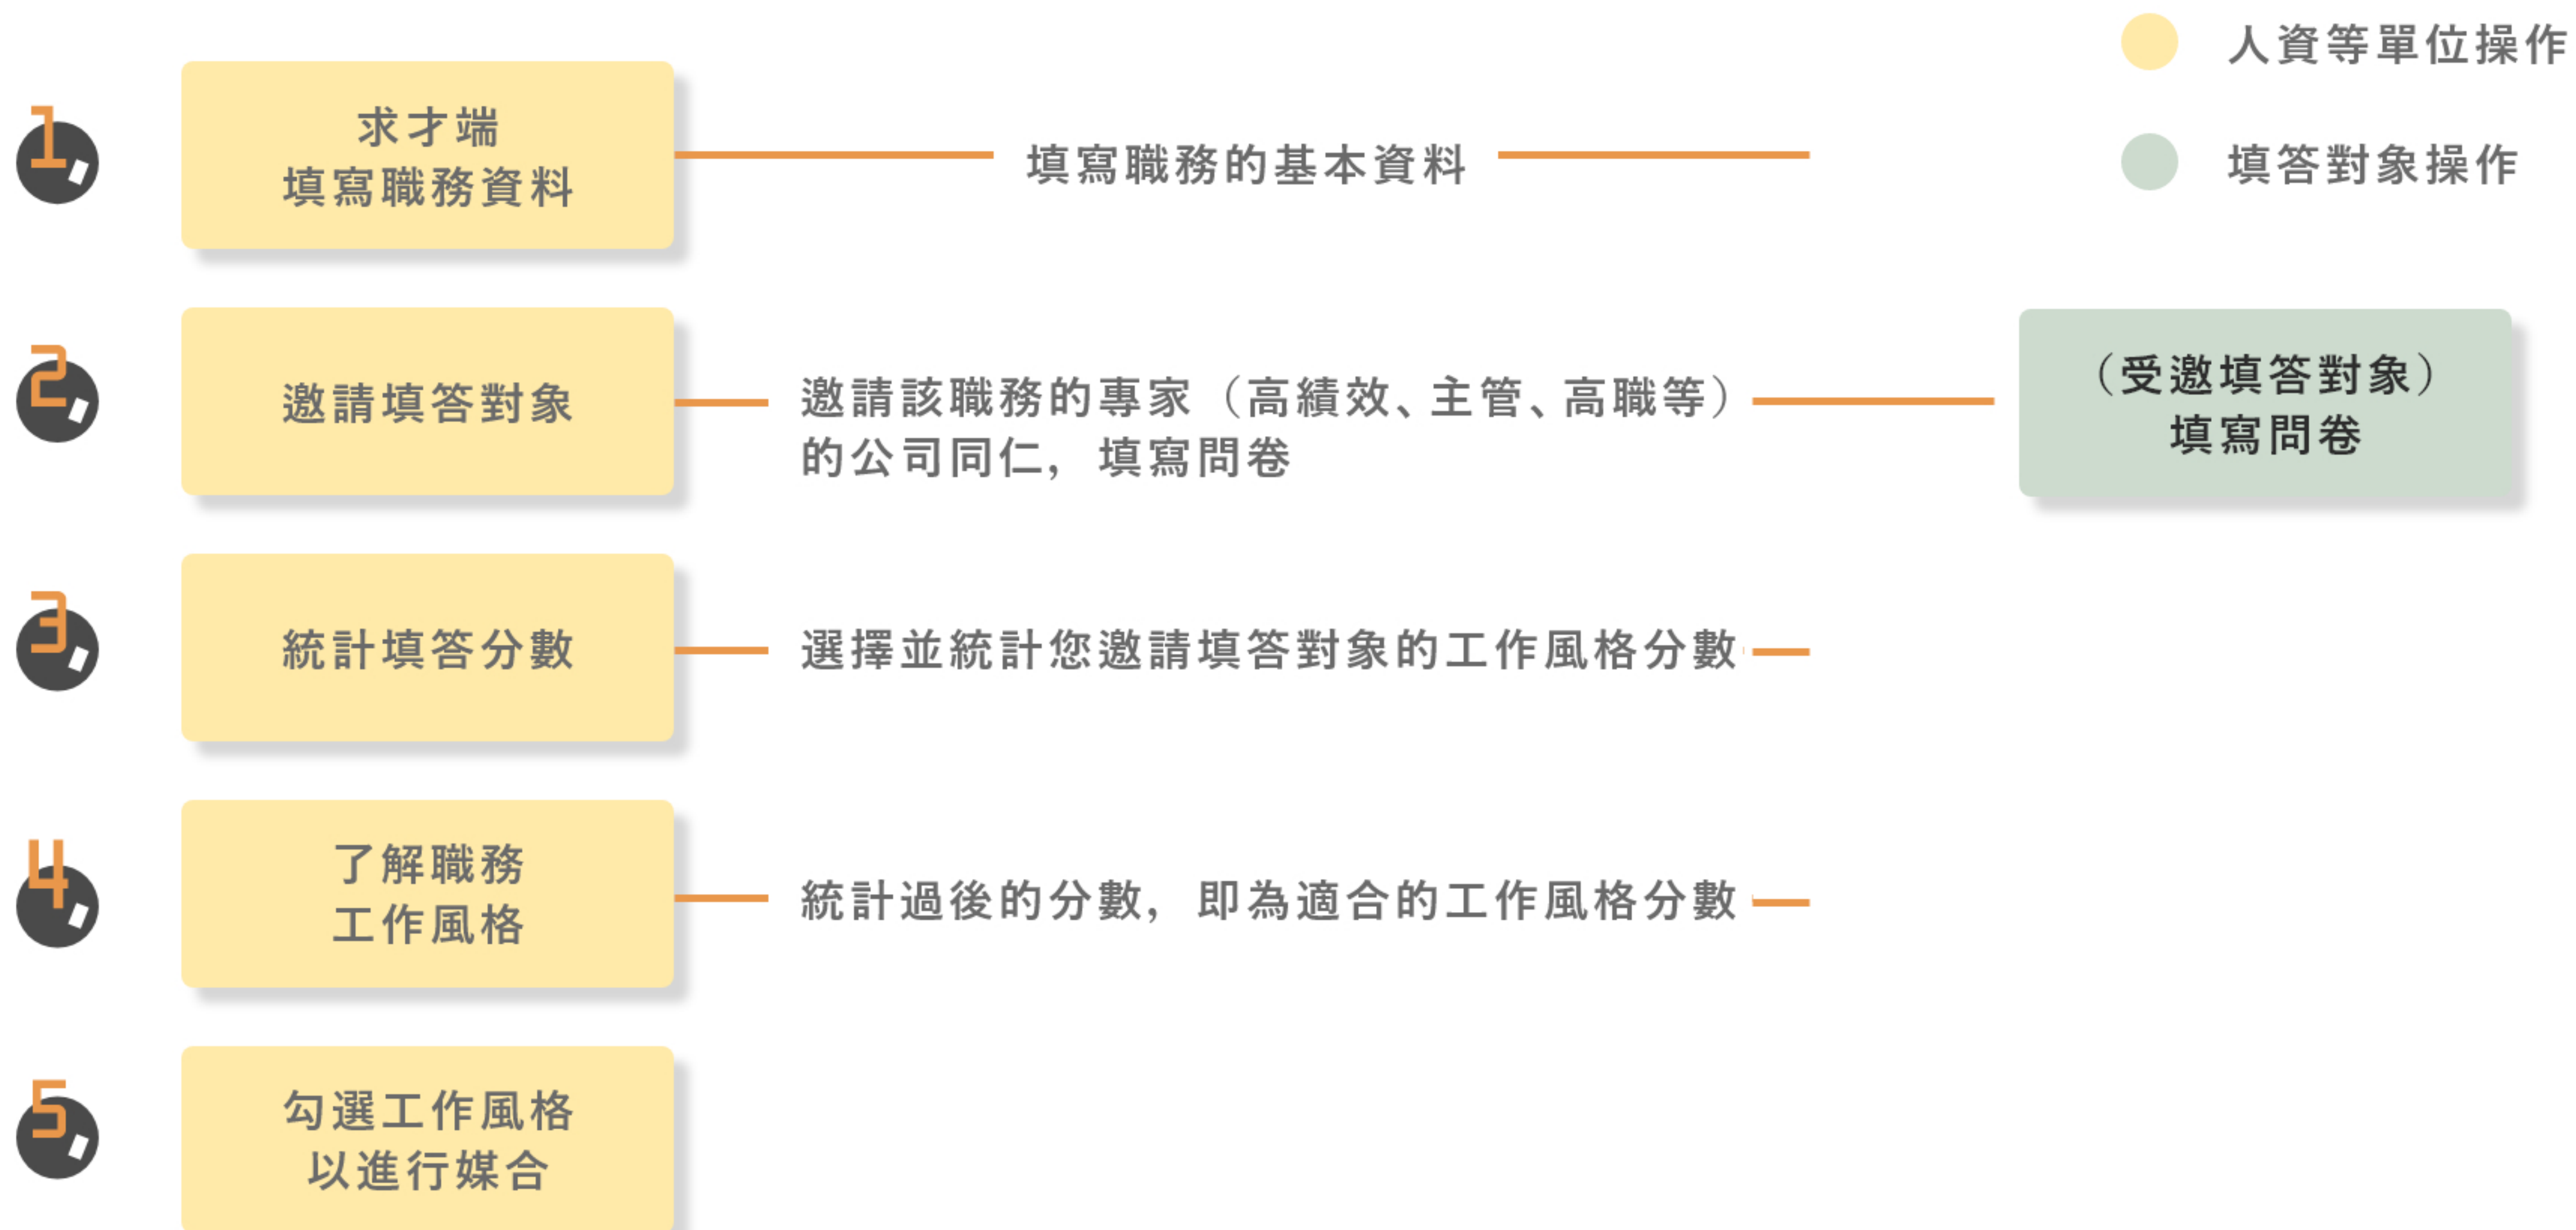 人資等單位操作
填答對象操作
1
求才端
填寫職務資料
填寫職務的基本資料
2
邀請填答對象
邀請該職務的專家（高績效、主管、高職等）
的公司同仁，填寫問卷
（受邀填答對象）
填寫問卷
3
統計填答分數
選擇並統計您邀請填答對象的工作風格分數
4
了解職務
工作風格
統計過後的分數，即為適合的工作風格分數
5
勾選工作風格
以進行媒合